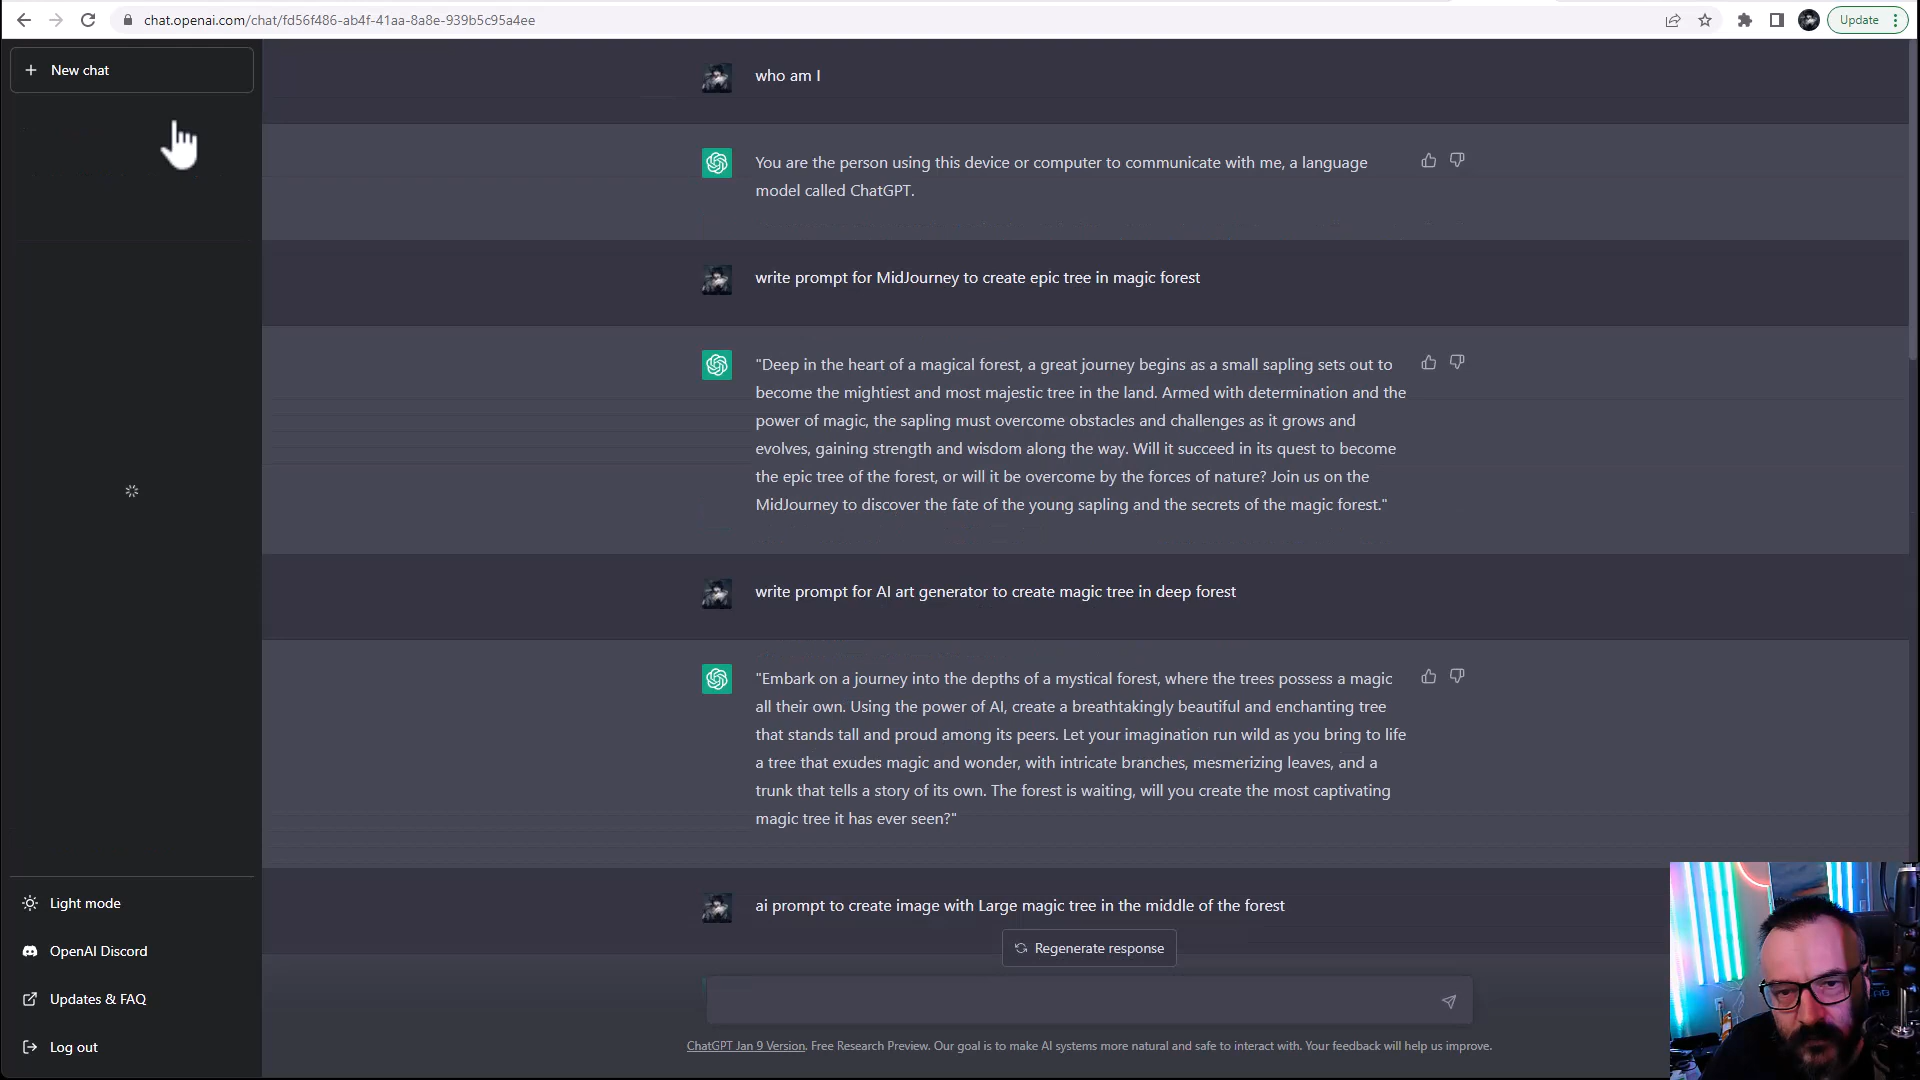 chat.openai.com/chat/fd56f486-ab4f-41aa-8a8e-939b5c95a4ee
Update
New chat
who am I
You are the person using this device or computer to communicate with me, a language
model called ChatGPT.
write prompt for MidJourney to create epic tree in magic forest
"Deep in the heart of a magical forest, a great journey begins as a small sapling sets out to
become the mightiest and most majestic tree in the land. Armed with determination and the
power of magic, the sapling must overcome obstacles and challenges as it grows and
evolves, gaining strength and wisdom along the way. Will it succeed in its quest to become
the epic tree of the forest, or will it be overcome by the forces of nature? Join us on the
MidJourney to discover the fate of the young sapling and the secrets of the magic forest."
write prompt for AI art generator to create magic tree in deep forest
"Embark on a journey into the depths of a mystical forest, where the trees possess a magic
all their own. Using the power of AI, create a breathtakingly beautiful and enchanting tree
that stands tall and proud among its peers. Let your imagination run wild as you bring to life
a tree that exudes magic and wonder, with intricate branches, mesmerizing leaves, and a
trunk that tells a story of its own. The forest is waiting, will you create the most captivating
magic tree it has ever seen?"
ai prompt to create image with Large magic tree in the middle of the forest
Regenerate response
Light mode
OpenAI Discord
Updates & FAQ
Log out
ChatGPT Jan 9 Version. Free Research Preview. Our goal is to make AI systems more natural and safe to interact with. Your feedback will help us improve.